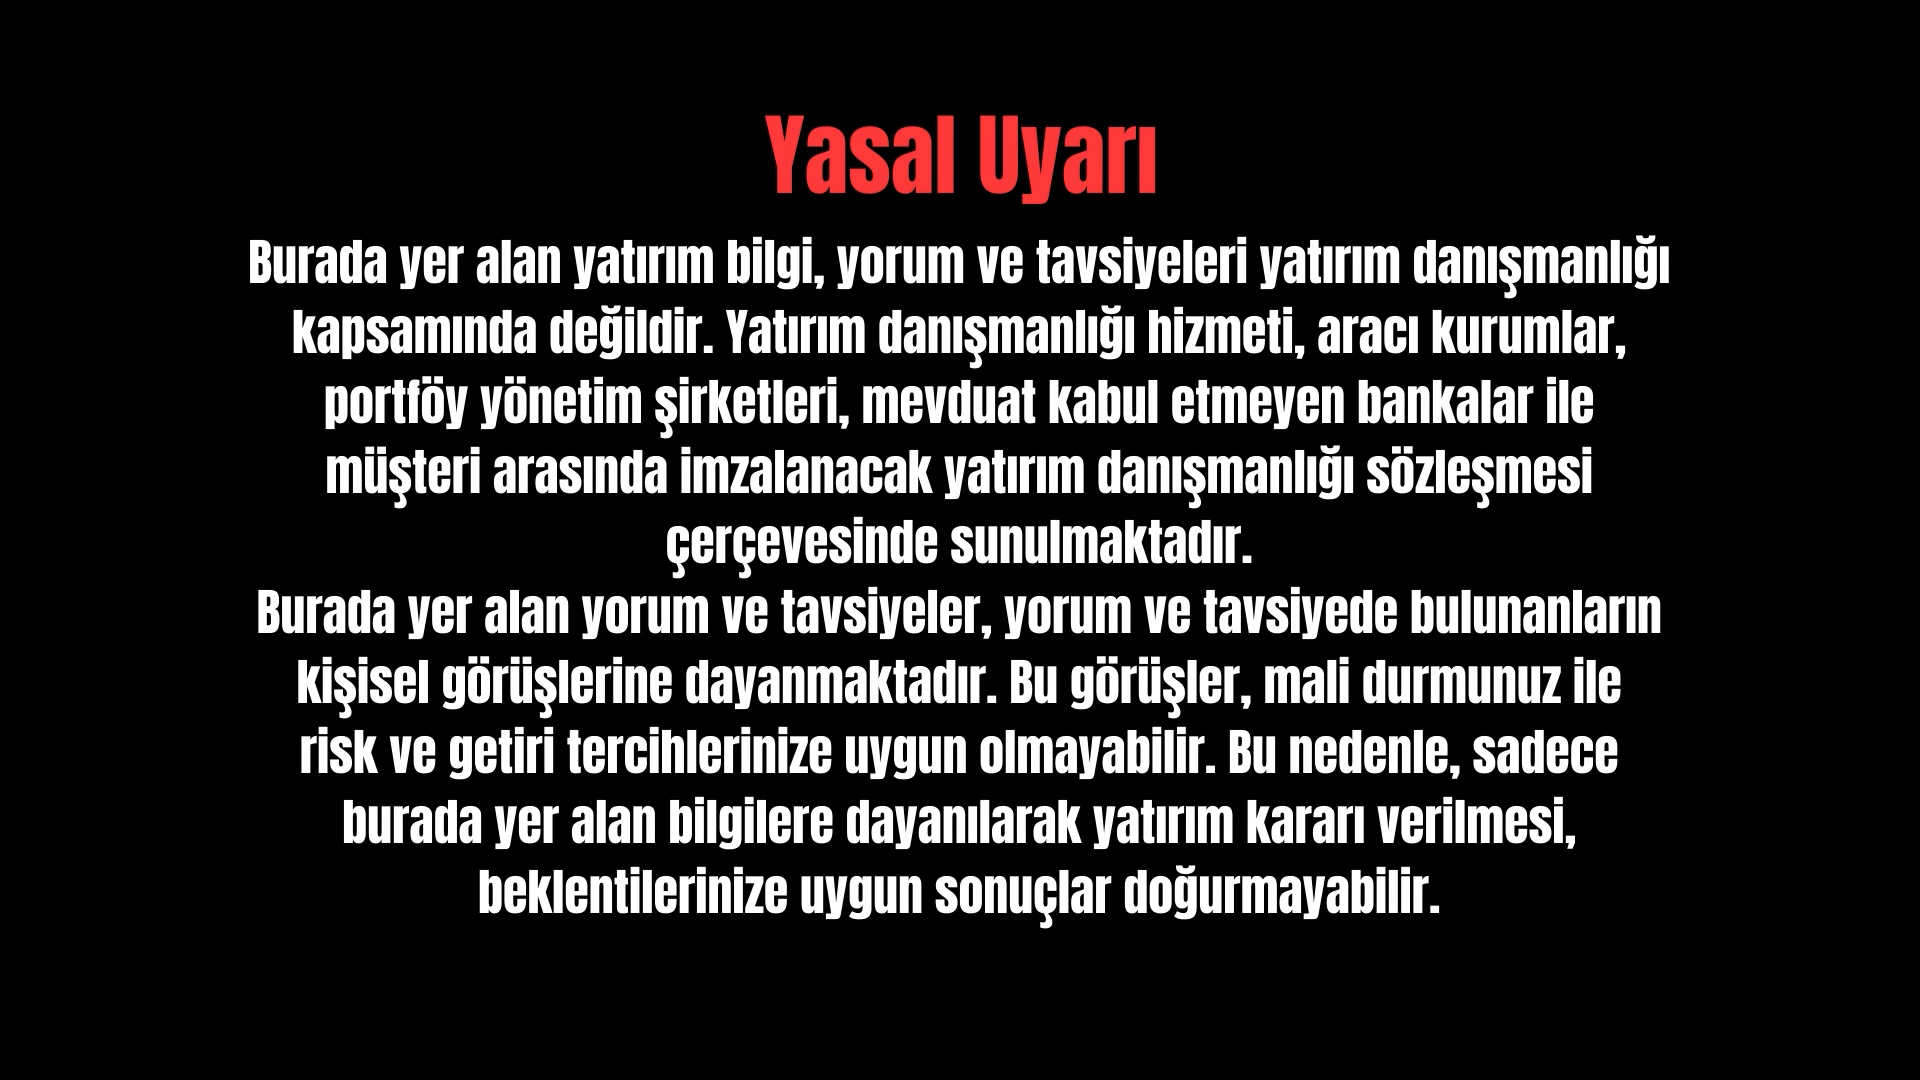 Yasal Uyarı
Burada yer alan yatırım bilgi, yorum ve tavsiyeleri yatırım danışmanlığı
kapsamında değildir. Yatırım danışmanlığı hizmeti, aracı kurumlar,
portföy yönetim şirketleri, mevduat kabul etmeyen bankalar ile
müşteri arasında imzalanacak yatırım danışmanlığı sözleşmesi
çerçevesinde sunulmaktadır.
Burada yer alan yorum ve tavsiyeler, yorum ve tavsiyede bulunanların
kişisel görüşlerine dayanmaktadır. Bu görüşler, mali durmunuz ile
risk ve getiri tercihlerinize uygun olmayabilir. Bu nedenle, sadece
burada yer alan bilgilere dayanılarak yatırım kararı verilmesi,
beklentilerinize uygun sonuçlar doğurmayabilir.